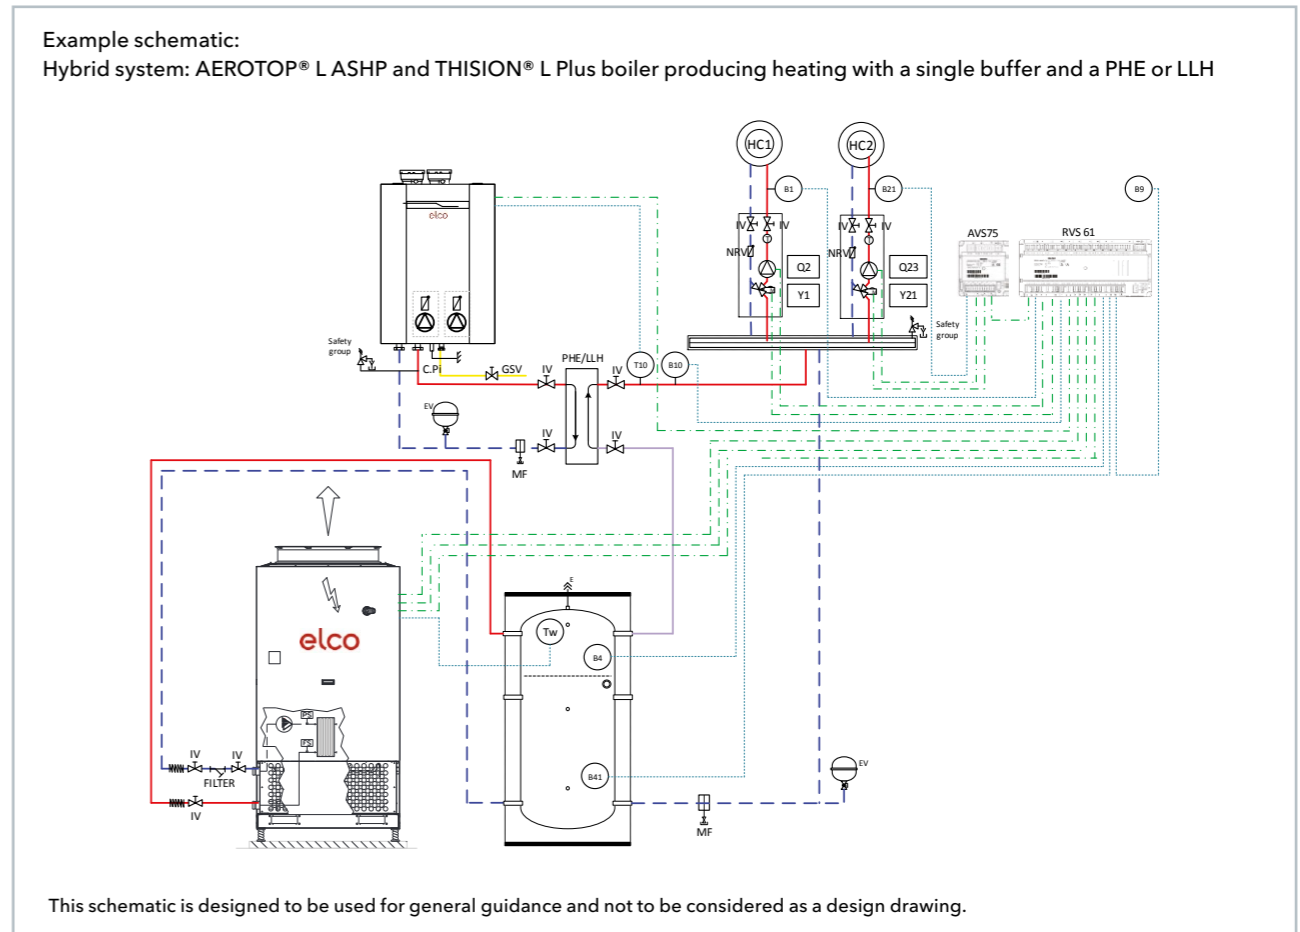 Example schematic:
Hybrid system: AEROTOP® L ASHP and THISION® L Plus boiler producing heating with a single buffer and a PHE or LLH
HC1
HC2
B1
B21
B9
elco
IV
IV
IV
IV
AVS75
RVS 61
NRV
NRV
Q2
Q23
Y1
Y21
Safety
group
Safety
group
C.Pi
GSV
IV
PHE/LLH
IV
T10
B10
EV
IV
IV
MF
E
Tw
B4
elco
PS
FS
IV
IV
FILTER
IV
B41
EV
MF
This schematic is designed to be used for general guidance and not to be considered as a design drawing.